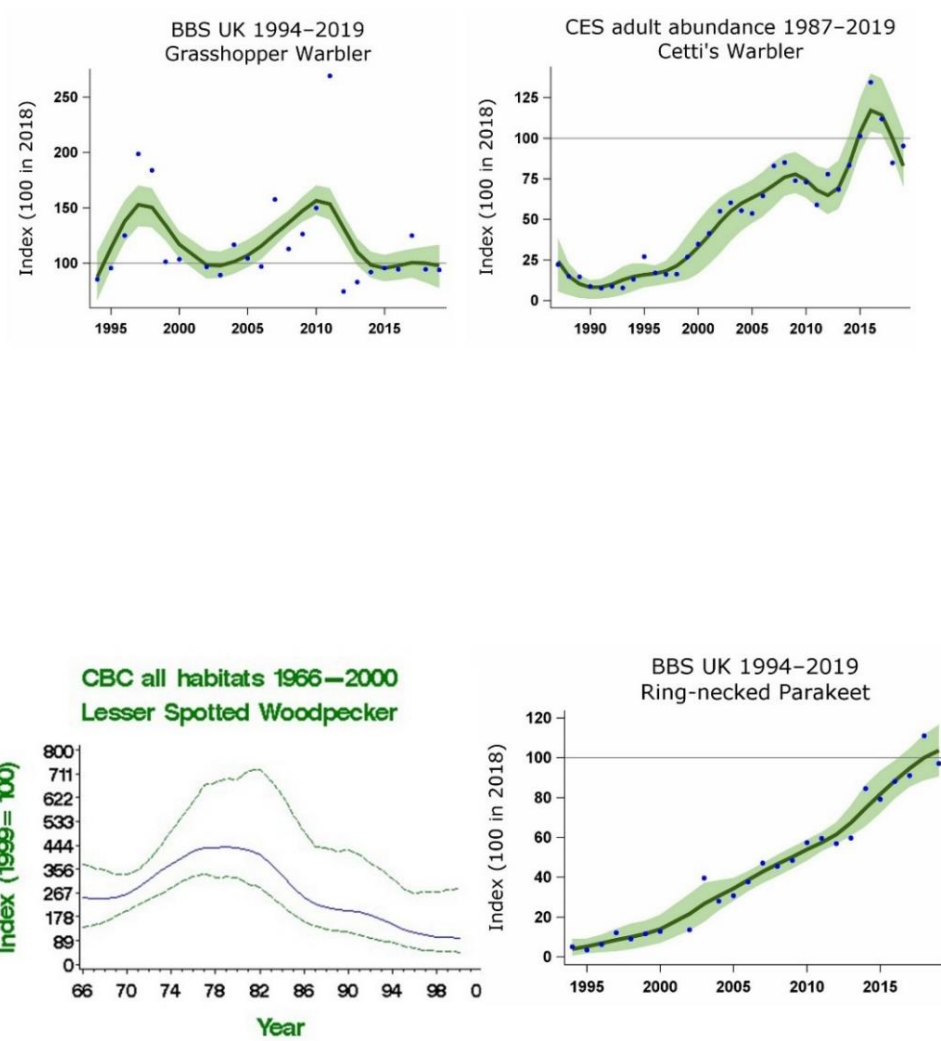 BBS UK 1994–2019
Grasshopper Warbler
Index (100 in 2018)
250
200
150
100
1995 2000 2005 2010 2015
CES adult abundance 1987–2019
Cetti's Warbler
Index (100 in 2018)
125
100
75
50
25
0
1990 1995 2000 2005 2010 2015
CBC all habitats 1966–2000
Lesser Spotted Woodpecker
Index (1999= 100)
800
711
622
533
444
356
267
178
89
0
66 70 74 78 82 86 90 94 98 0
Year
BBS UK 1994–2019
Ring-necked Parakeet
Index (100 in 2018)
120
100
80
60
40
20
0
1995 2000 2005 2010 2015